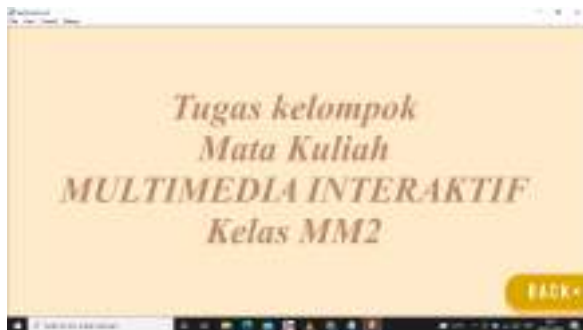 Tugas kelompok
Mata Kuliah
MULTIMEDIA INTERAKTIF
Kelas MM2
BACK